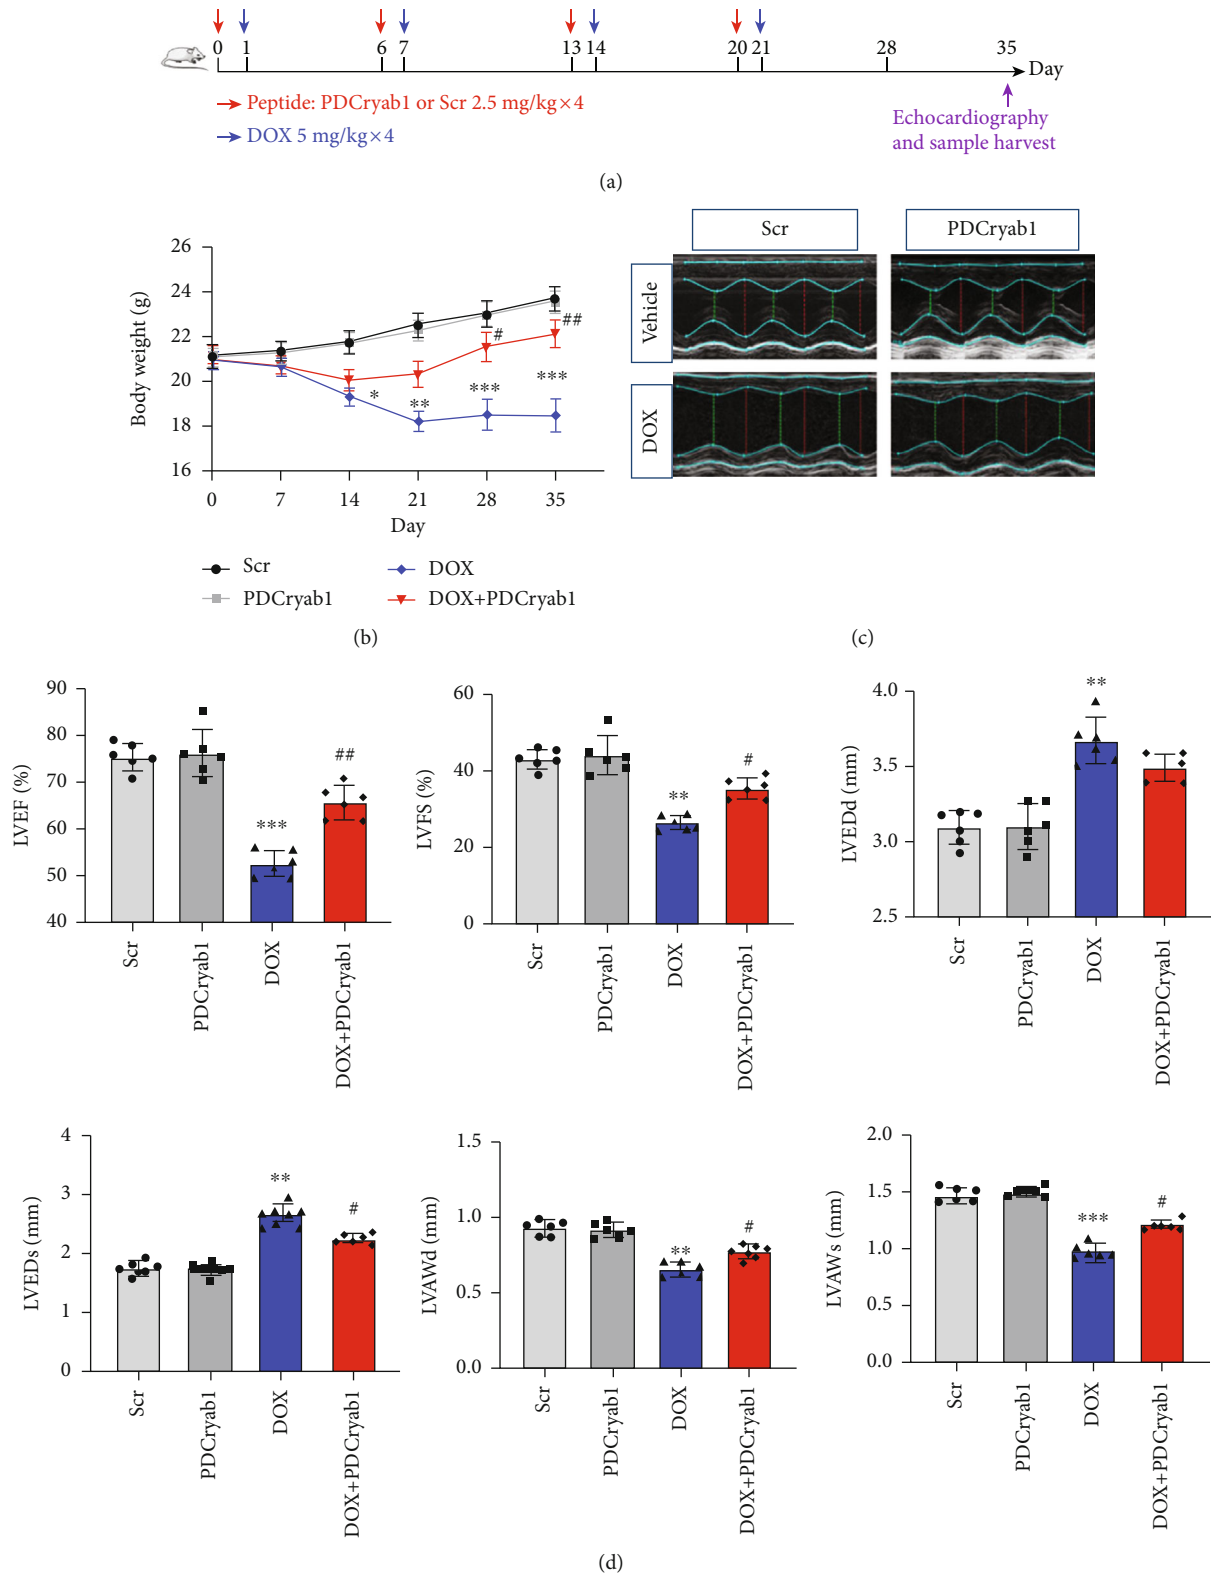 0 1 6 7 13 14 20 21 28 35
Day
Peptide: PDCryab1 or Scr 2.5 mg/kg×4
DOX 5 mg/kg×4
Echocardiography
and sample harvest
(a)
Body weight (g)
26
24
22
20
18
16
0 7 14 21 28 35
Day
* ** *** ***
# ##
Scr
PDCryab1
DOX
DOX+PDCryab1
(b)
Scr
PDCryab1
Vehicle
DOX
(c)
LVEF (%)
90
80
70
60
50
40
***
##
Scr
PDCryab1
DOX
DOX+PDCryab1
LVFS (%)
60
40
20
0
**
#
Scr
PDCryab1
DOX
DOX+PDCryab1
LVEDd (mm)
4.0
3.5
3.0
2.5
**
Scr
PDCryab1
DOX
DOX+PDCryab1
LVEDs (mm)
4
3
2
1
0
**
#
Scr
PDCryab1
DOX
DOX+PDCryab1
LVAWd (mm)
1.5
1.0
0.5
0.0
**
#
Scr
PDCryab1
DOX
DOX+PDCryab1
LVAWs (mm)
2.0
1.5
1.0
0.5
0.0
***
#
Scr
PDCryab1
DOX
DOX+PDCryab1
(d)